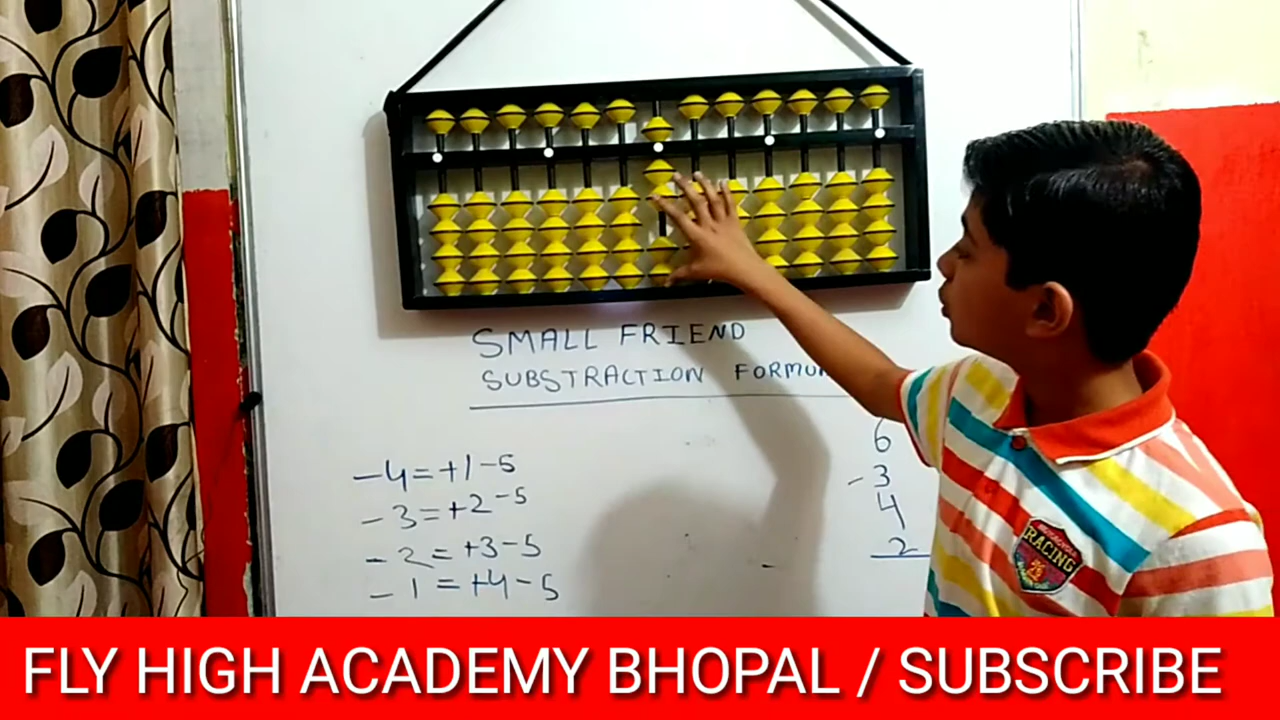 SMALL FRIEND
SUBSTRACTION
-4=+1-5
-3=+2-5
-2=+3-5
-1=+4-5
6
-3
4
2
RACING
FLY HIGH ACADEMY BHOPAL / SUBSCRIBE